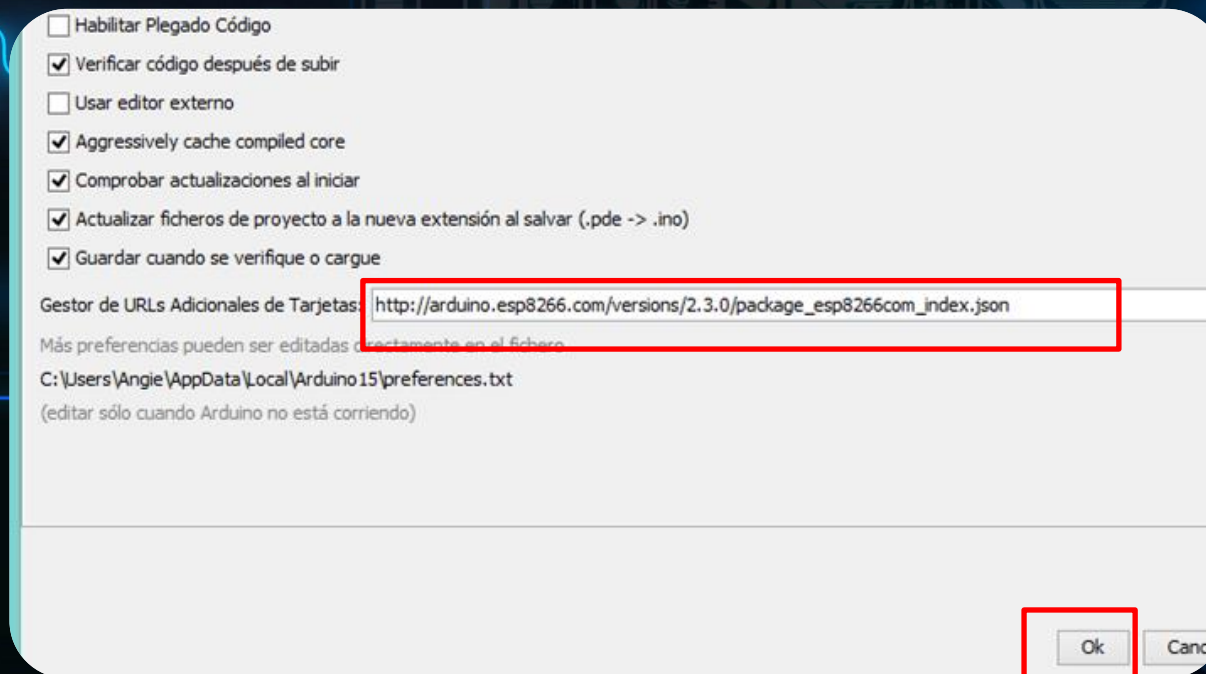 Habilitar Plegado Código
Verificar código después de subir
Usar editor externo
Aggressively cache compiled core
Comprobar actualizaciones al iniciar
Actualizar ficheros de proyecto a la nueva extensión al salvar (.pde -> .ino)
Guardar cuando se verifique o cargue
Gestor de URLs Adicionales de Tarjetas: http://arduino.esp8266.com/versions/2.3.0/package_esp8266com_index.json
Más preferencias pueden ser editadas directamente en el fichero
C:\Users\Angie\AppData\Local\Arduino15\preferences.txt
(editar sólo cuando Arduino no está corriendo)
Ok Canc